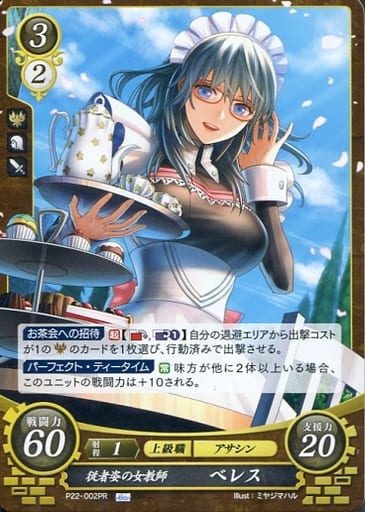 3
2
お茶会への招待 起 【 、 1】自分の退避エリアから出撃コスト
が1の のカードを1枚選び、行動済みで出撃させる。
パーフェクト・ティータイム 常 味方が他に2体以上いる場合、
このユニットの戦闘力は+10される。
戦闘力
60
射程 1 上級職 アサシン
支援力
20
従者姿の女教師 ベレス
P22-002PR Illust:ミヤジマハル